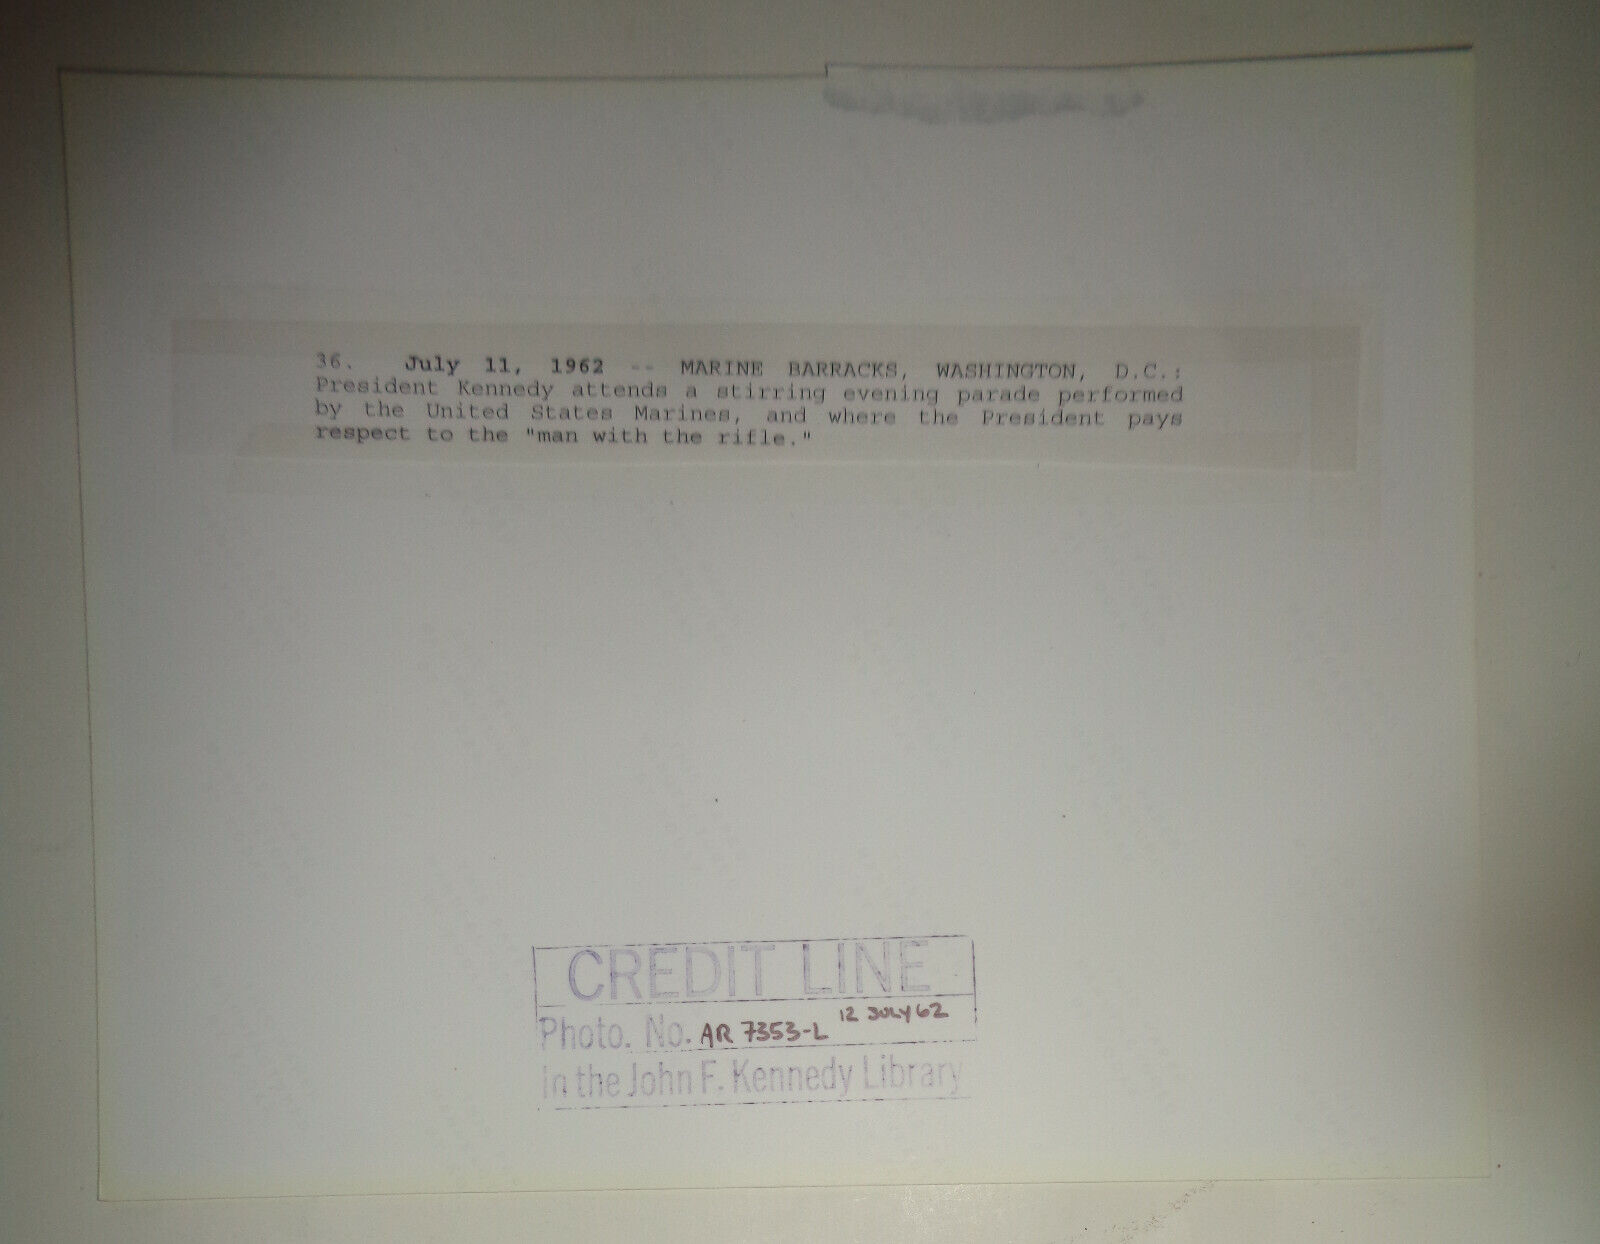 36. July 11, 1962 -- MARINE BARRACKS, WASHINGTON, D.C.:
President Kennedy attends a stirring evening parade performed
by the United States Marines, and where the President pays
respect to the "man with the rifle."
CREDIT LINE
Photo. No. AR 7353-L 12 JULY 62
in the John F. Kennedy Library